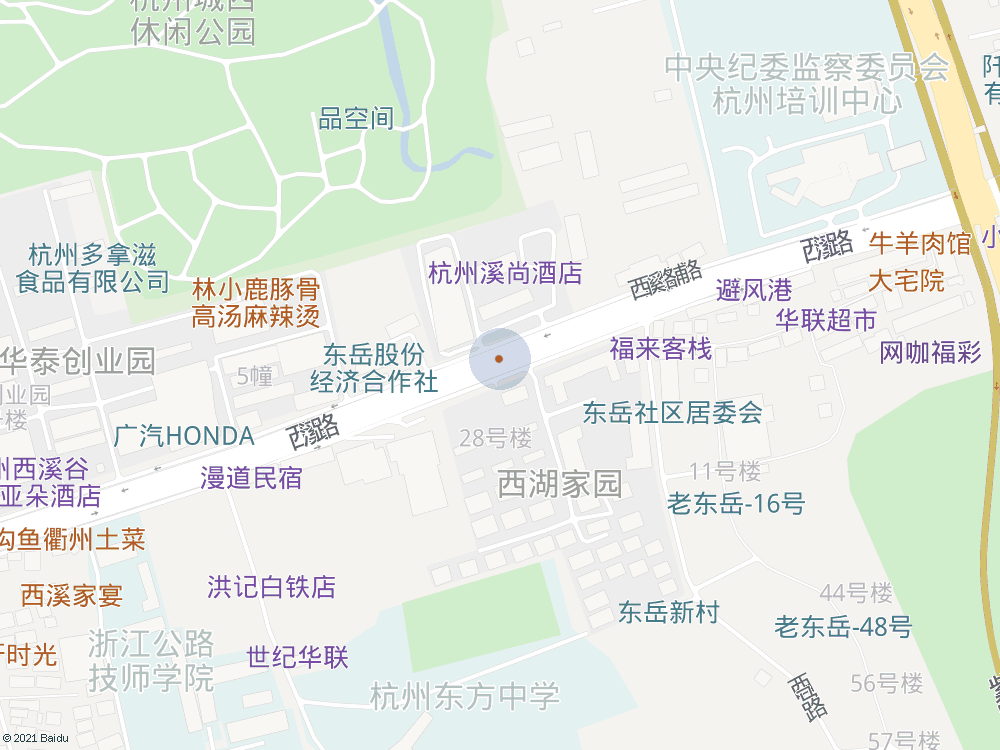 杭州城西
休闲公园
中央纪委监察委员会
杭州培训中心
阡
有
品空间
杭州多拿滋
食品有限公司
杭州溪尚酒店
西溪路辅路
西溪路
牛羊肉馆
小
大宅院
林小鹿豚骨
高汤麻辣烫
避风港
华联超市
华泰创业园
东岳股份
经济合作社
福来客栈
网咖福彩
5幢
创业园
楼
东岳社区居委会
广汽HONDA
西溪路
28号楼
州西溪谷
亚朵酒店
漫道民宿
西湖家园
11号楼
老东岳-16号
沟鱼衢州土菜
西溪家宴
洪记白铁店
44号楼
东岳新村
老东岳-48号
浙江公路
技师学院
时光
世纪华联
杭州东方中学
56号楼
57号楼
© 2021 Baidu